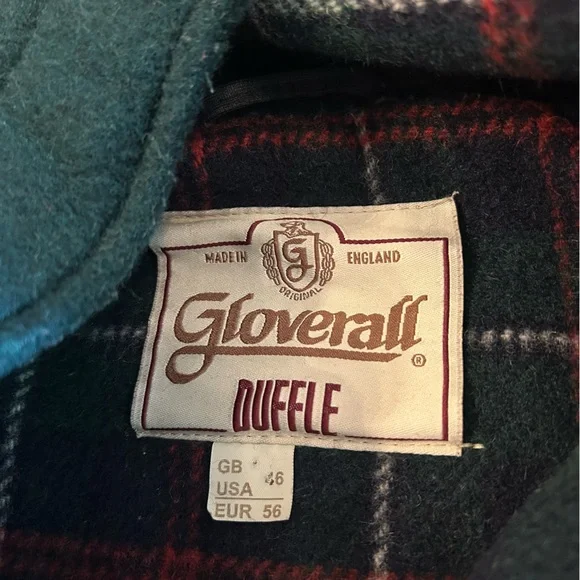 MADE IN ENGLAND
G
ORIGINAL
Gloverall ®
DUFFLE
GB
USA 46
EUR 56